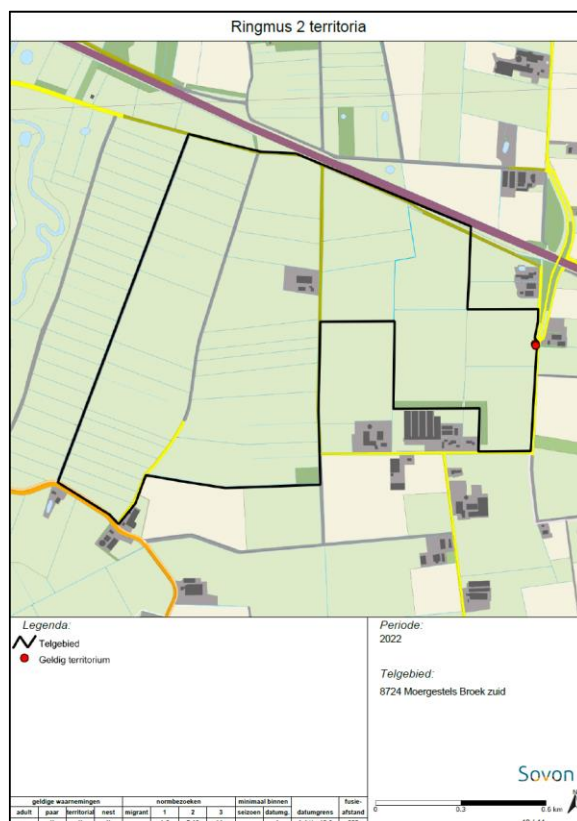 Ringmus 2 territoria
Legenda:
Telgebied
Geldig territorium
Periode:
2022
Telgebied:
8724 Moergestels Broek zuid
Sovon
N
0 0.3 0.6 km
geldige waarnemingen normbezoeken minimaal binnen fusie-
adult paar territorial nest migrant 1 2 3 seizoen datumg. datumgrens afstand